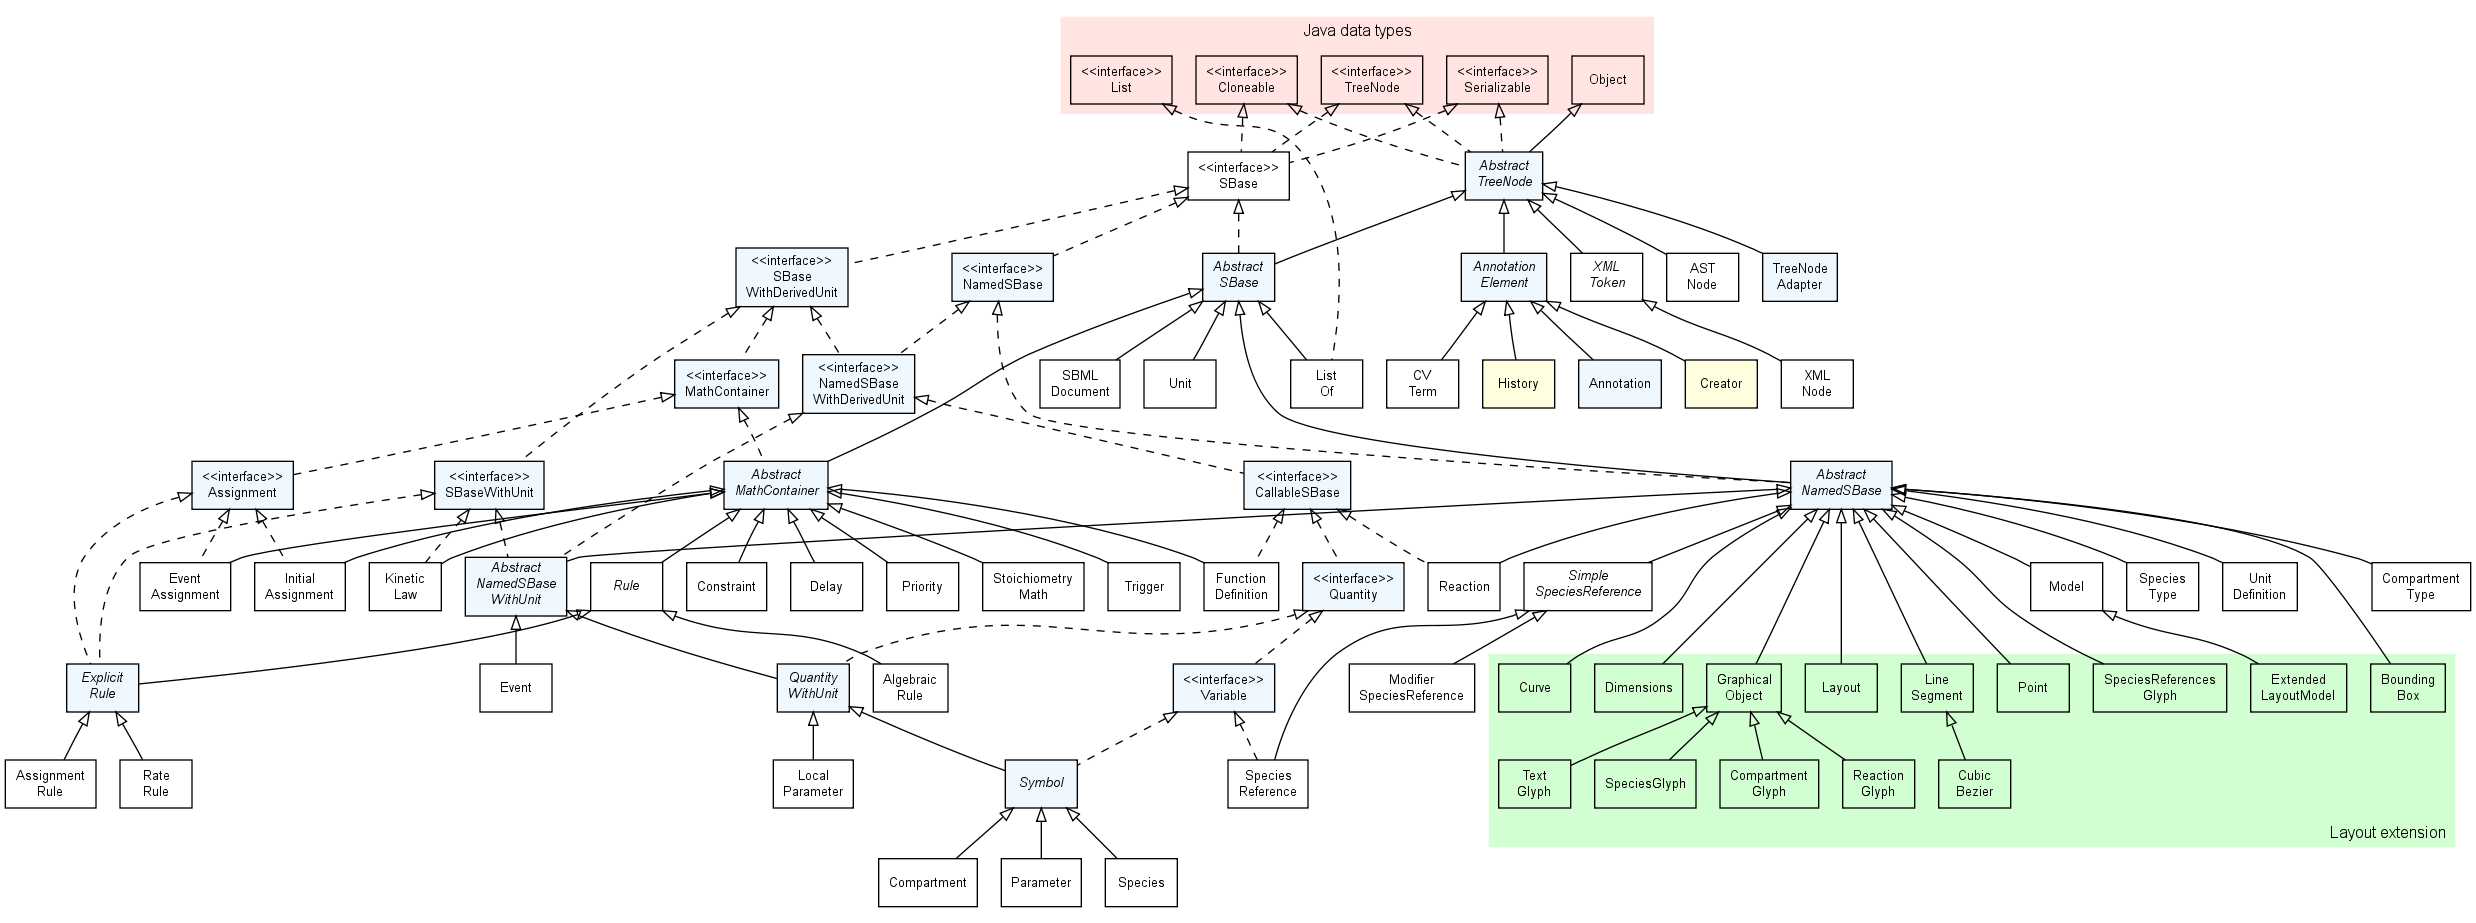 Java data types
<<interface>>
List
<<interface>>
Cloneable
<<interface>>
TreeNode
<<interface>>
Serializable
Object
<<interface>>
SBase
Abstract
TreeNode
<<interface>>
SBase
WithDerivedUnit
<<interface>>
NamedSBase
Abstract
SBase
Annotation
Element
XML
Token
AST
Node
TreeNode
Adapter
<<interface>>
MathContainer
<<interface>>
NamedSBase
WithDerivedUnit
SBML
Document
Unit
List
Of
CV
Term
History
Annotation
Creator
XML
Node
<<interface>>
Assignment
<<interface>>
SBaseWithUnit
Abstract
MathContainer
<<interface>>
CallableSBase
Abstract
NamedSBase
Event
Assignment
Initial
Assignment
Kinetic
Law
Abstract
NamedSBase
WithUnit
Rule
Constraint
Delay
Priority
Stoichiometry
Math
Trigger
Function
Definition
<<interface>>
Quantity
Reaction
Simple
SpeciesReference
Model
Species
Type
Unit
Definition
Compartment
Type
Explicit
Rule
Event
Quantity
WithUnit
Algebraic
Rule
<<interface>>
Variable
Modifier
SpeciesReference
Curve
Dimensions
Graphical
Object
Layout
Line
Segment
Point
SpeciesReferences
Glyph
Extended
LayoutModel
Bounding
Box
Assignment
Rule
Rate
Rule
Local
Parameter
Symbol
Species
Reference
Text
Glyph
SpeciesGlyph
Compartment
Glyph
Reaction
Glyph
Cubic
Bezier
Layout extension
Compartment
Parameter
Species